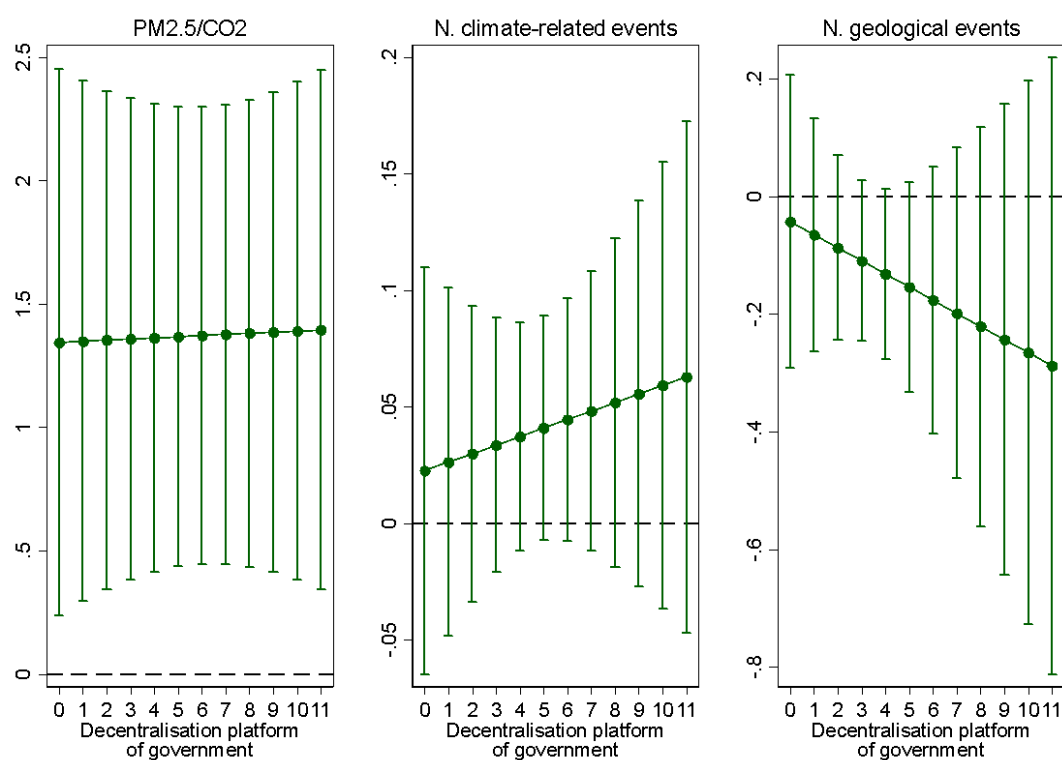 PM2.5/CO2
2.5
2
1.5
1
.5
0
0 1 2 3 4 5 6 7 8 9 10 11
Decentralisation platform
of government
N. climate-related events
.2
.15
.1
.05
0
-.05
0 1 2 3 4 5 6 7 8 9 10 11
Decentralisation platform
of government
N. geological events
.2
0
-.2
-.4
-.6
-.8
0 1 2 3 4 5 6 7 8 9 10 11
Decentralisation platform
of government